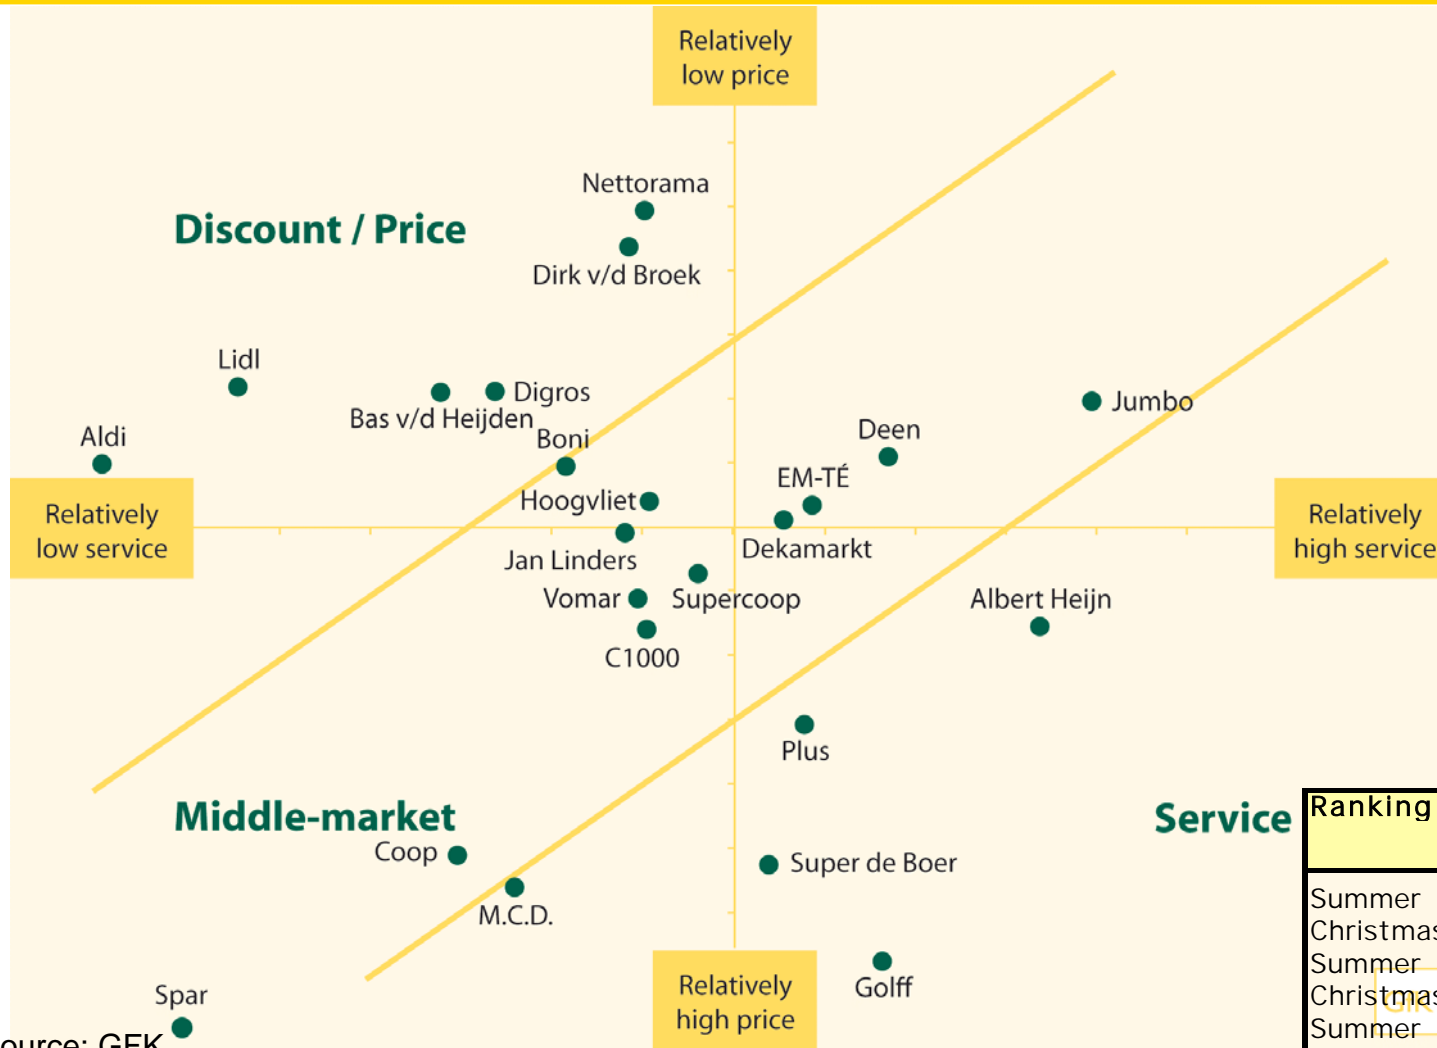 Relatively
low price
Nettorama
Discount / Price
Dirk v/d Broek
Lidl
Digros
Bas v/d Heijden
Jumbo
Aldi
Boni
Deen
EM-TÉ
Hoogvliet
Relatively
low service
Relatively
high service
Jan Linders
Dekamarkt
Vomar
Supercoop
Albert Heijn
C1000
Plus
Middle-market
Service
Ranking
Coop
Super de Boer
M.C.D.
Summer
Christmas
Summer
Christmas
Summer
Relatively
high price
Golff
Spar
ource: GFK